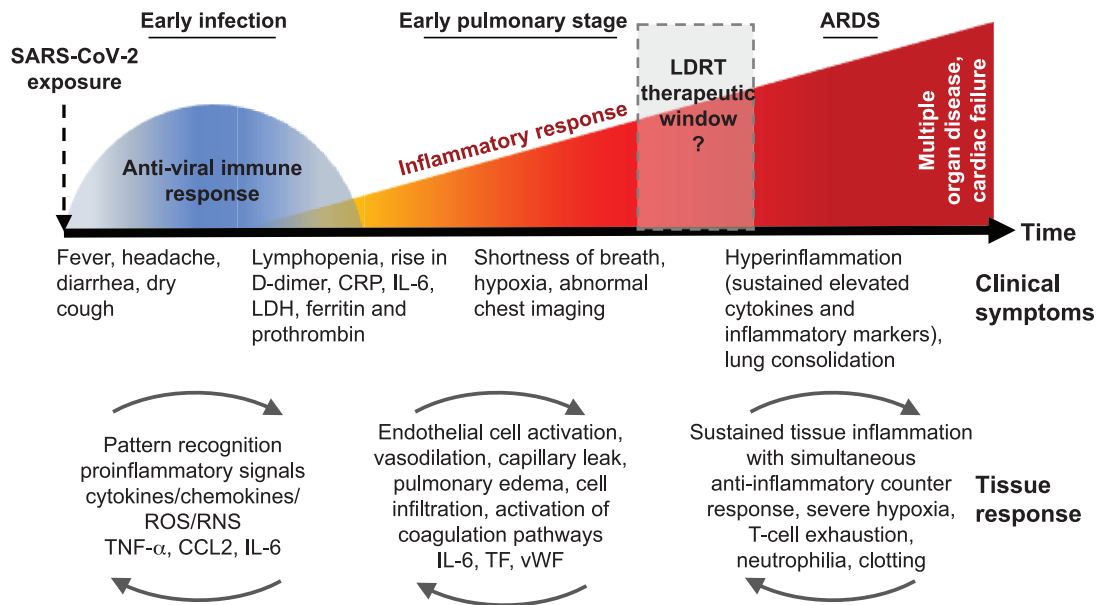 Early infection
Early pulmonary stage
ARDS
SARS-CoV-2
exposure
LDRT
therapeutic
window
?
Anti-viral immune
response
Inflammatory response
Multiple
organ disease,
cardiac failure
Time
Fever, headache,
diarrhea, dry
cough
Lymphopenia, rise in
D-dimer, CRP, IL-6,
LDH, ferritin and
prothrombin
Shortness of breath,
hypoxia, abnormal
chest imaging
Hyperinflammation
(sustained elevated
cytokines and
inflammatory markers),
lung consolidation
Clinical
symptoms
Pattern recognition
proinflammatory signals
cytokines/chemokines/
ROS/RNS
TNF-α, CCL2, IL-6
Endothelial cell activation,
vasodilation, capillary leak,
pulmonary edema, cell
infiltration, activation of
coagulation pathways
IL-6, TF, vWF
Sustained tissue inflammation
with simultaneous
anti-inflammatory counter
response, severe hypoxia,
T-cell exhaustion,
neutrophilia, clotting
Tissue
response